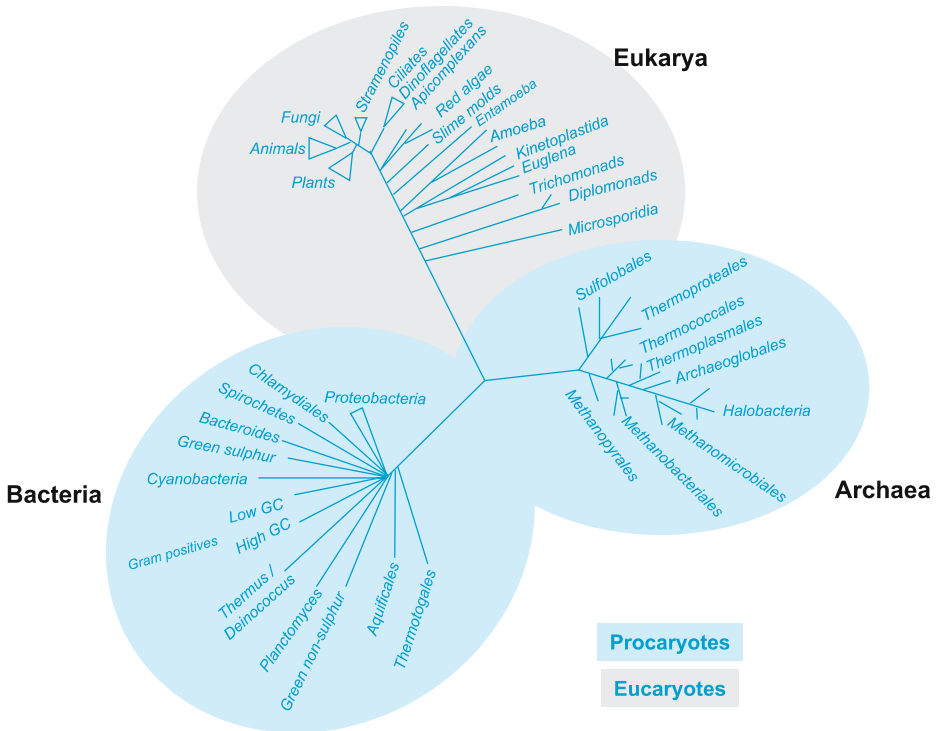 Eukarya
Stramenopiles
Ciliates
Dinoflagellates
Apicomplexans
Red algae
Slime molds
Entamoeba
Amoeba
Kinetoplastida
Euglena
Trichomonads
Diplomonads
Microsporidia
Fungi
Animals
Plants
Sulfolobales
Thermoproteales
Thermococcales
Thermoplasmales
Archaeoglobales
Halobacteria
Methanomicrobiales
Methanobacteriales
Methanopyrales
Archaea
Chlamydiales
Proteobacteria
Spirochetes
Bacteroides
Green sulphur
Cyanobacteria
Bacteria
Low GC
High GC
Gram positives
Thermus /
Deinococcus
Planctomyces
Green non-sulphur
Aquificales
Thermotogales
Procaryotes
Eucaryotes